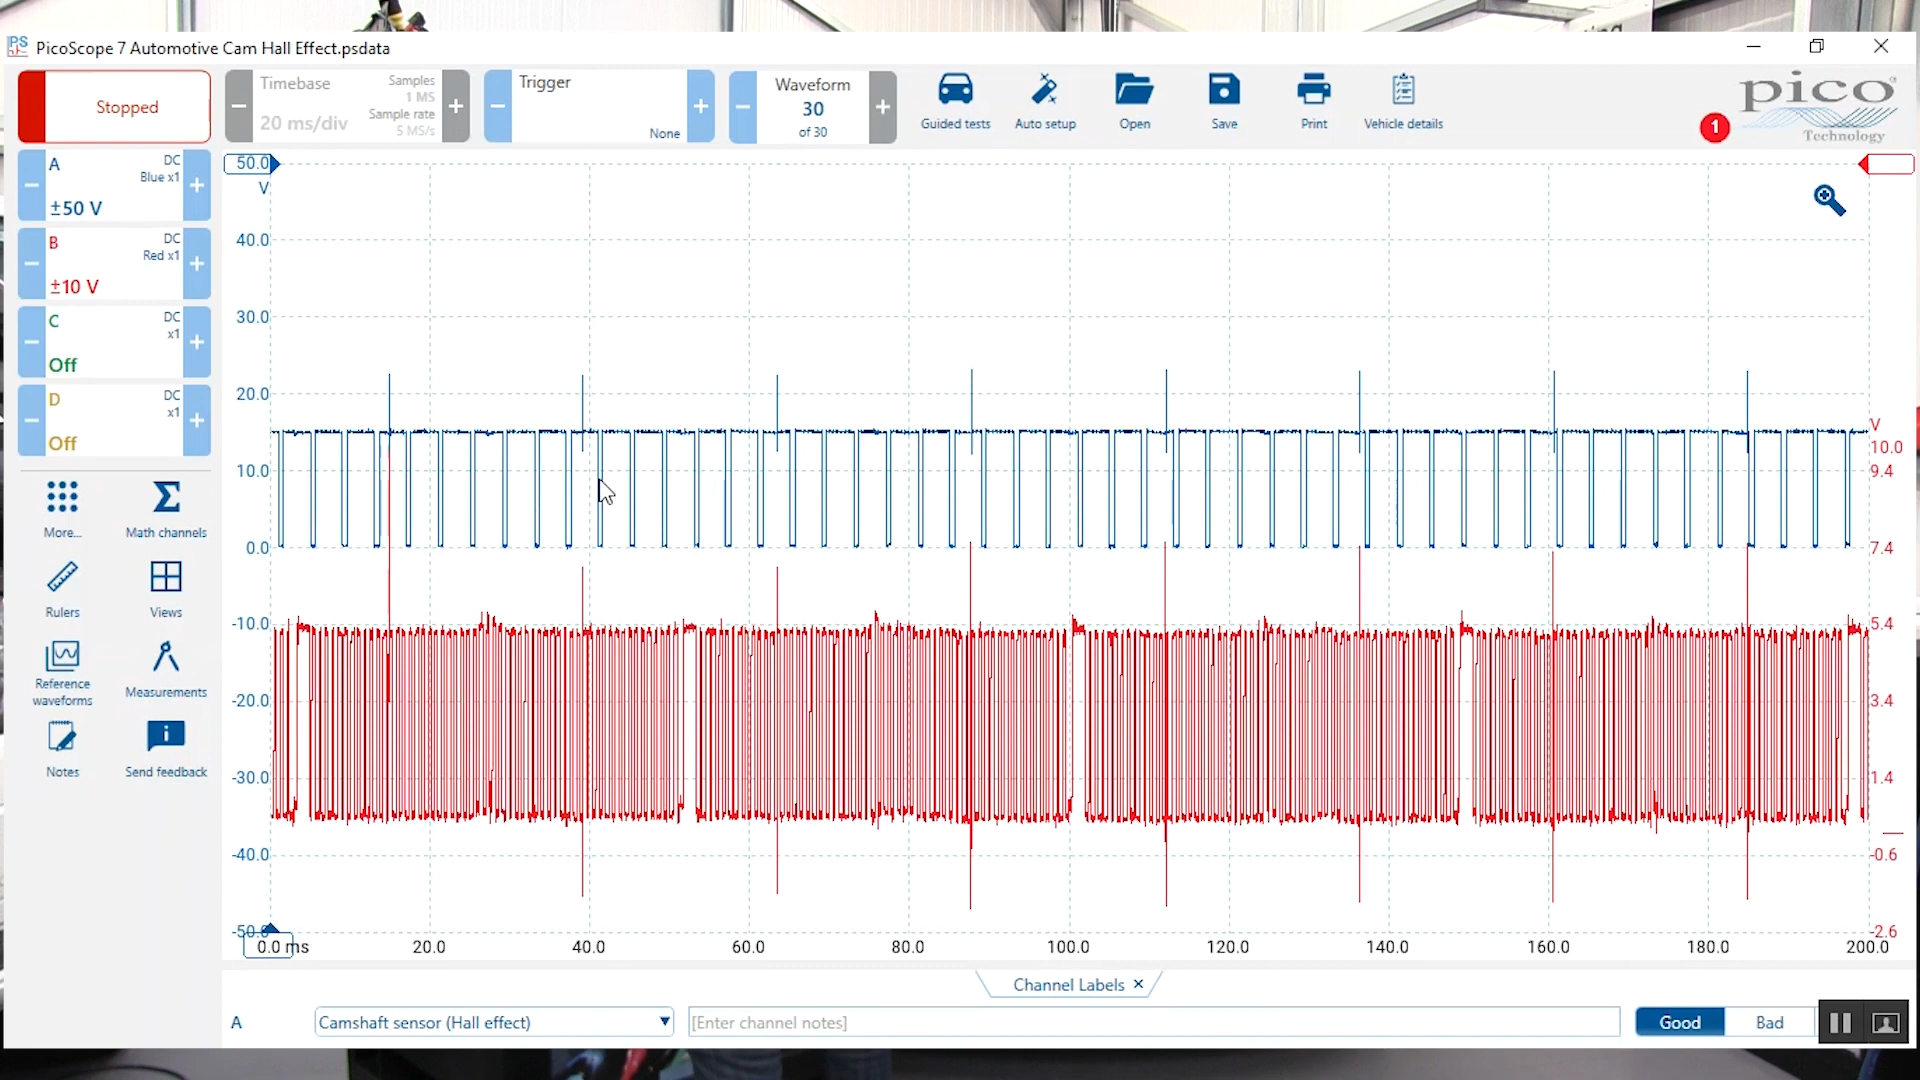 PS
PicoScope 7 Automotive Cam Hall Effect.psdata
Stopped
Timebase
20 ms/div
Samples
1 MS
Sample rate
5 MS/s
Trigger
None
Waveform
30
of 30
Guided tests
Auto setup
Open
Save
Print
Vehicle details
1
pico
Technology
A
DC
Blue x1
±50 V
B
DC
Red x1
±10 V
C
DC
x1
Off
D
DC
x1
Off
More...
Math channels
Rulers
Views
Reference
waveforms
Measurements
Notes
Send feedback
50.0
V
40.0
30.0
20.0
10.0
0.0
-10.0
-20.0
-30.0
-40.0
-50.0
V
10.0
9.4
7.4
5.4
3.4
1.4
-0.6
-2.6
0.0 ms
20.0
40.0
60.0
80.0
100.0
120.0
140.0
160.0
180.0
200.0
Channel Labels ×
A
Camshaft sensor (Hall effect)
[Enter channel notes]
Good
Bad